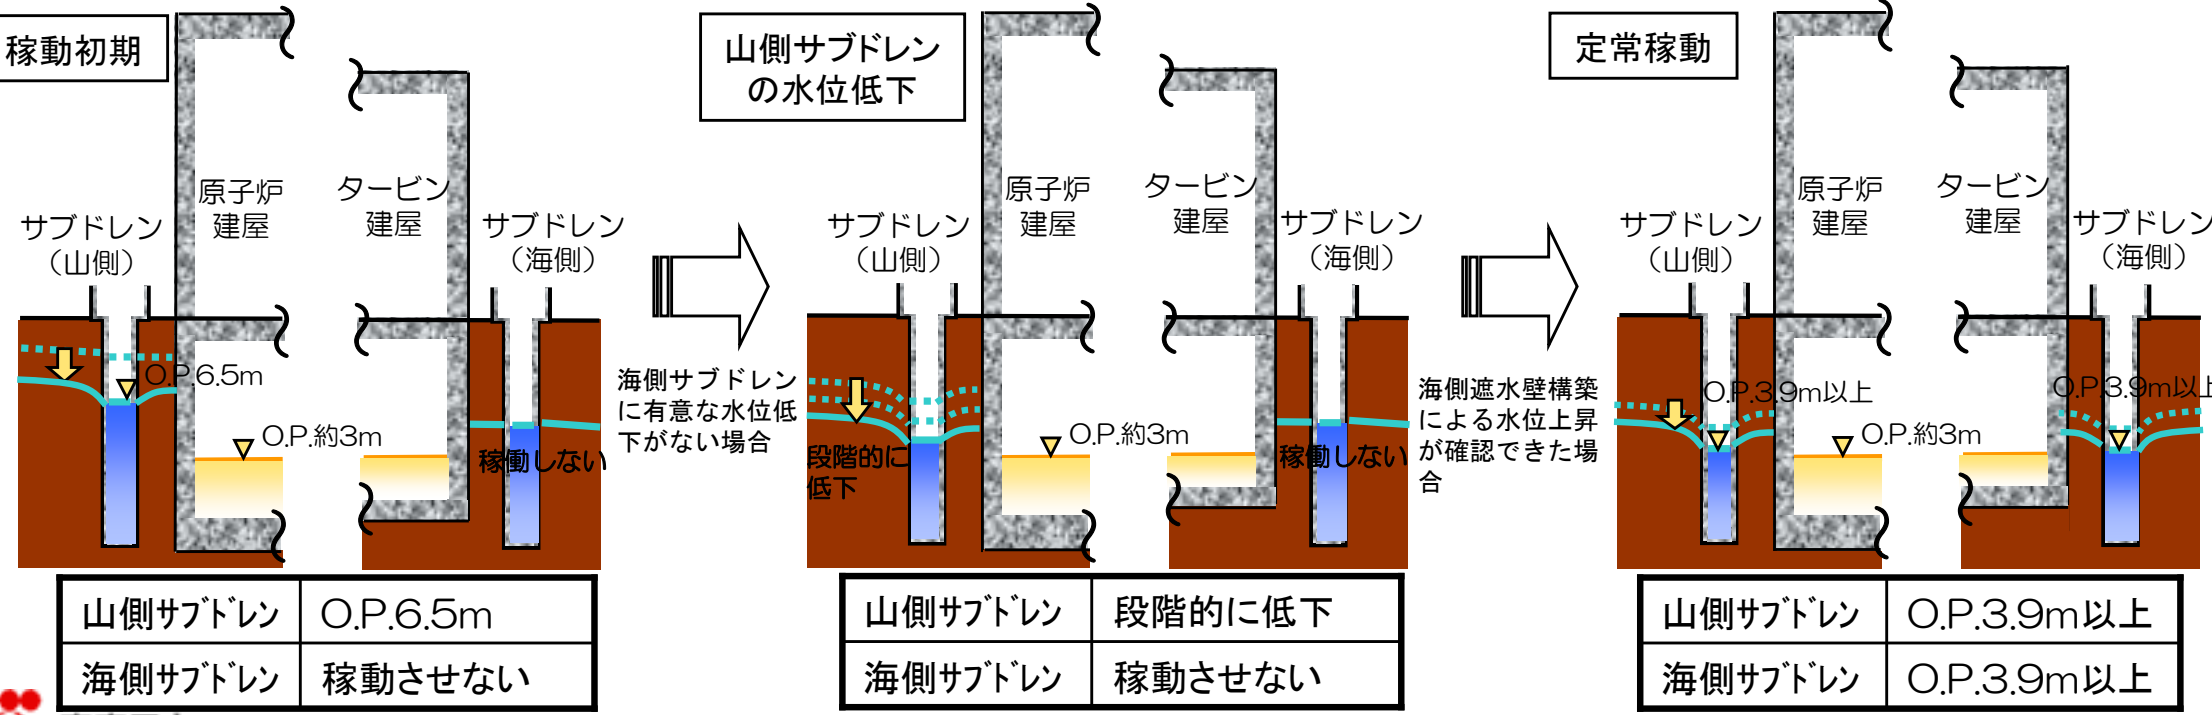 稼動初期
原子炉
建屋
タービン
建屋
サブドレン
（山側）
サブドレン
（海側）
O.P.6.5m
O.P.約3m
稼働しない
山側サブドレン O.P.6.5m
海側サブドレン 稼動させない
海側サブドレン
に有意な水位低
下がない場合
山側サブドレン
の水位低下
原子炉
建屋
タービン
建屋
サブドレン
（山側）
サブドレン
（海側）
O.P.約3m
段階的に
低下
稼働しない
山側サブドレン 段階的に低下
海側サブドレン 稼動させない
海側遮水壁構築
による水位上昇
が確認できた場
合
定常稼動
原子炉
建屋
タービン
建屋
サブドレン
（山側）
サブドレン
（海側）
O.P.3.9m以上
O.P.3.9m以上
O.P.約3m
山側サブドレン O.P.3.9m以上
海側サブドレン O.P.3.9m以上